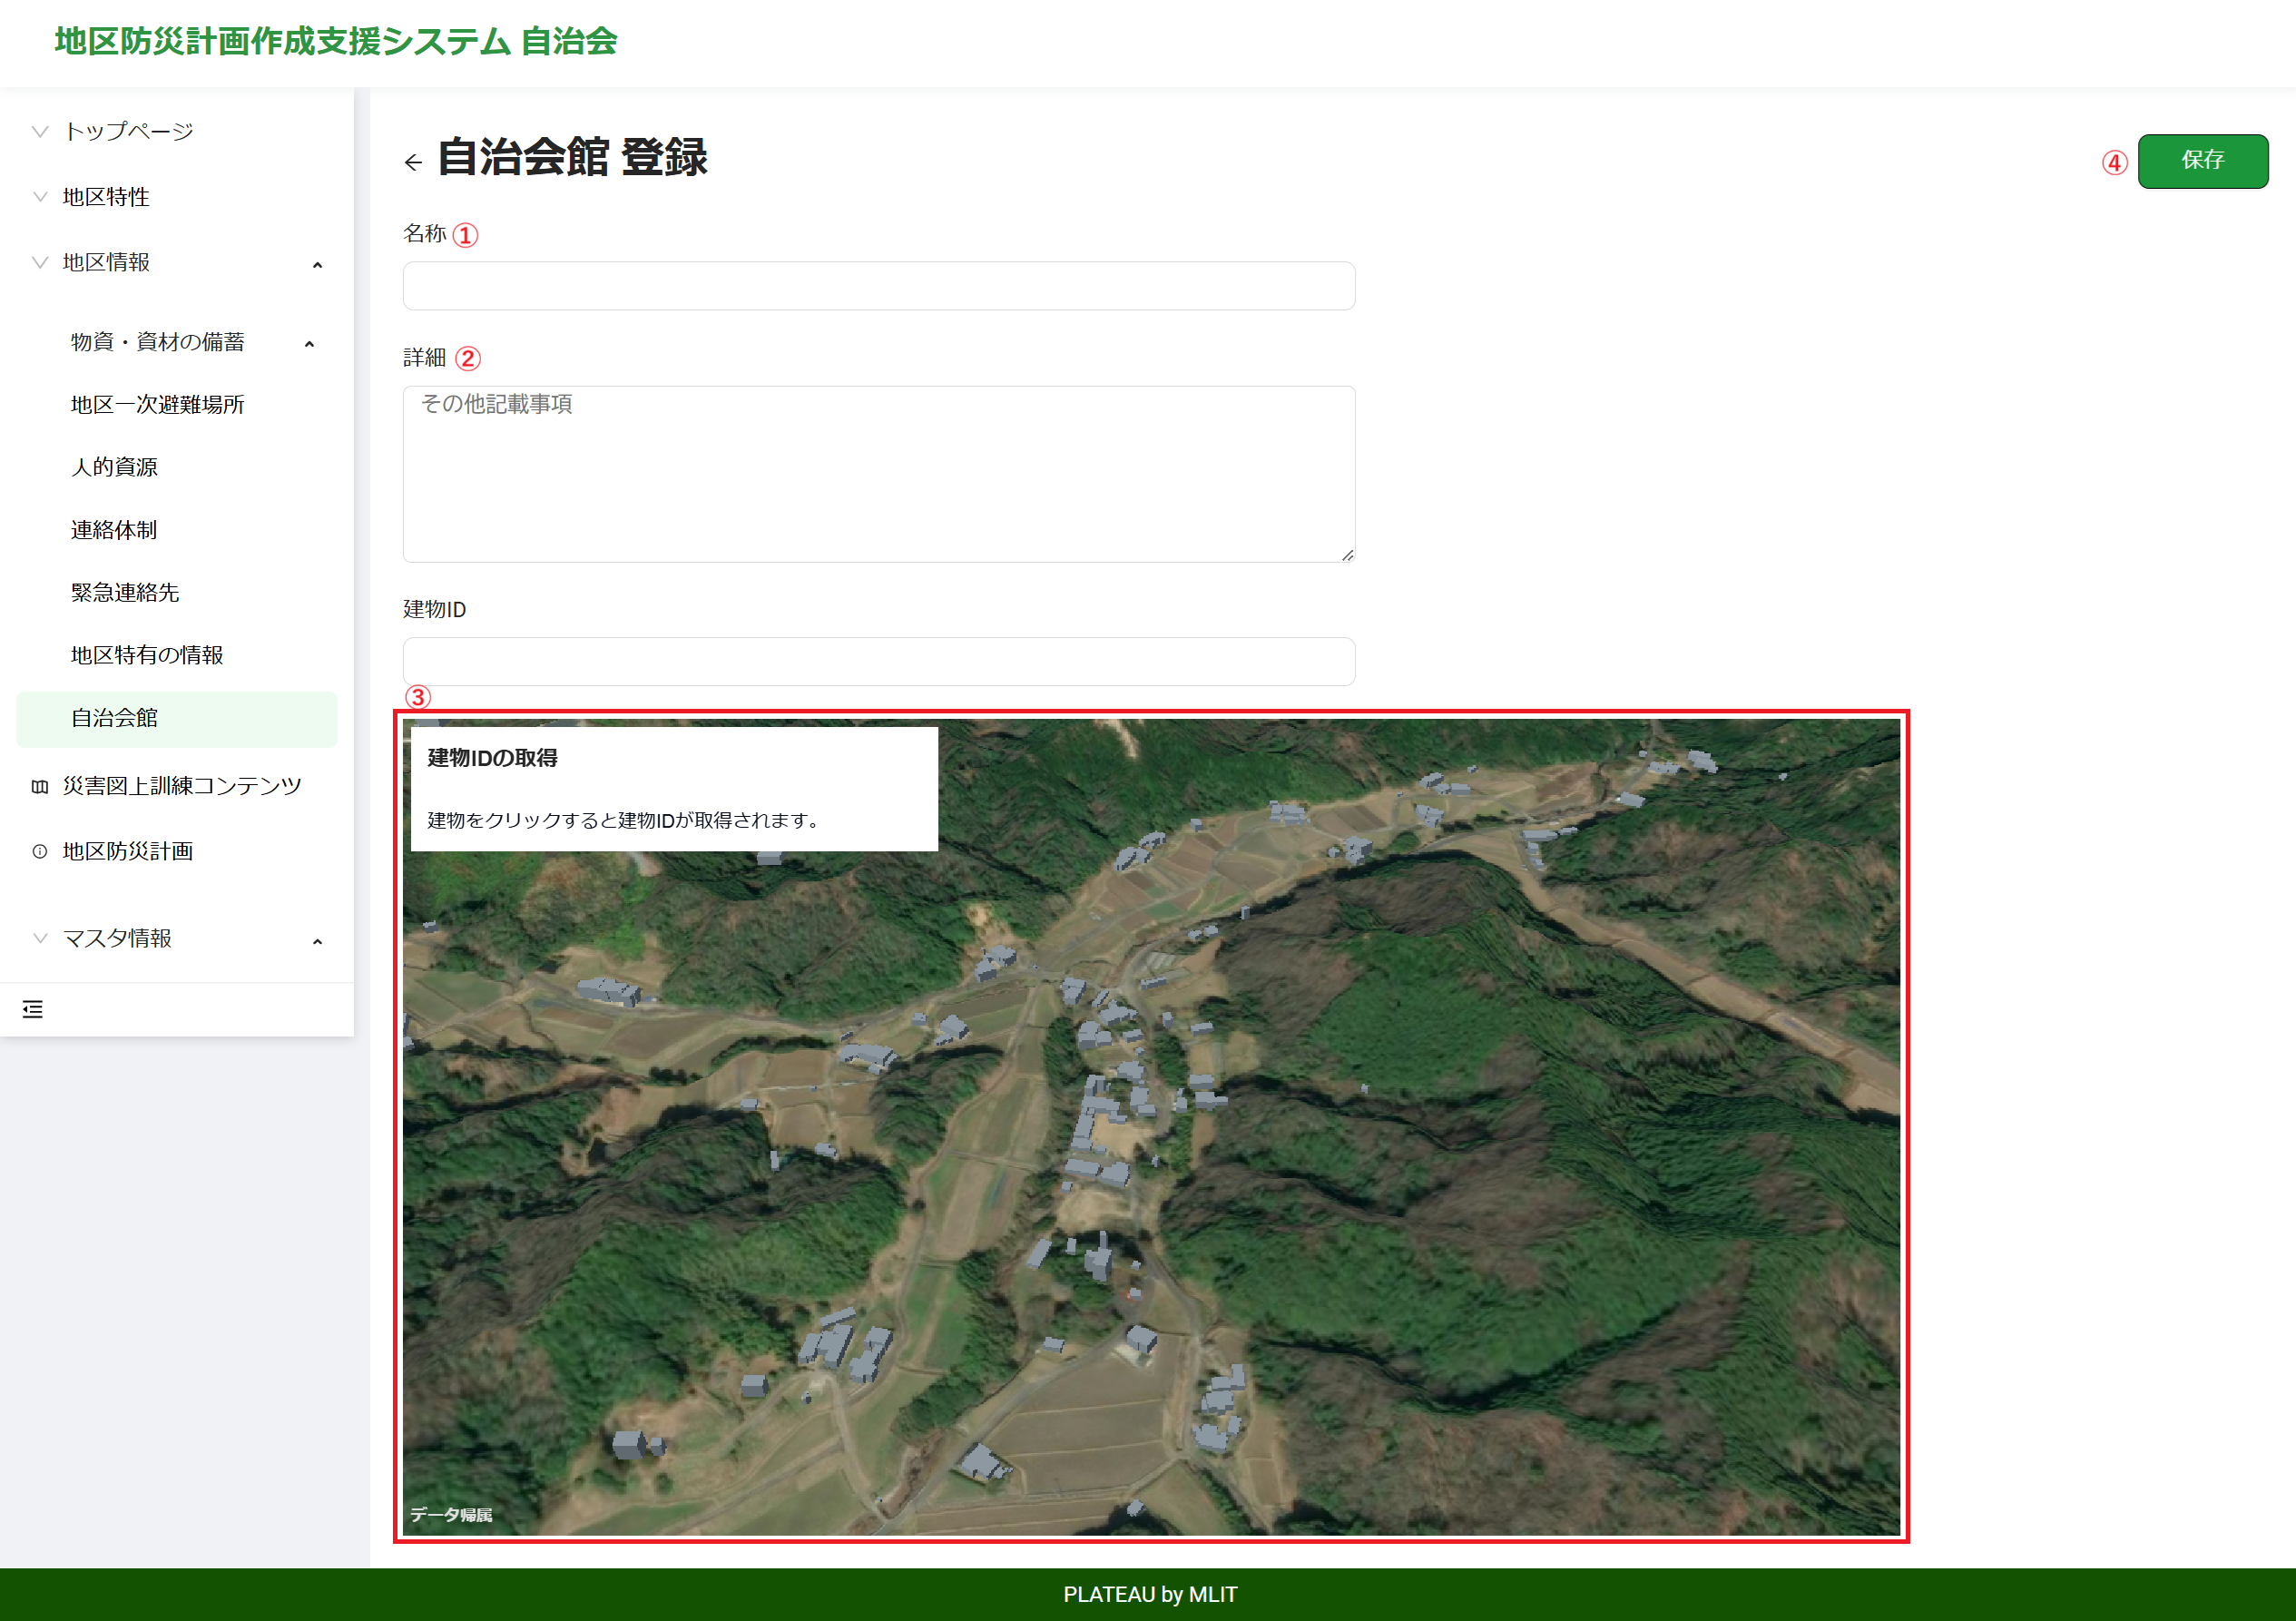 地区防災計画作成支援システム 自治会
トップページ
地区特性
地区情報
物資・資材の備蓄
地区一次避難場所
人的資源
連絡体制
緊急連絡先
地区特有の情報
自治会館
災害図上訓練コンテンツ
地区防災計画
マスタ情報
← 自治会館 登録
④ 保存
名称 ①
詳細 ②
その他記載事項
建物ID
③
建物IDの取得
建物をクリックすると建物IDが取得されます。
データ帰属
PLATEAU by MLIT